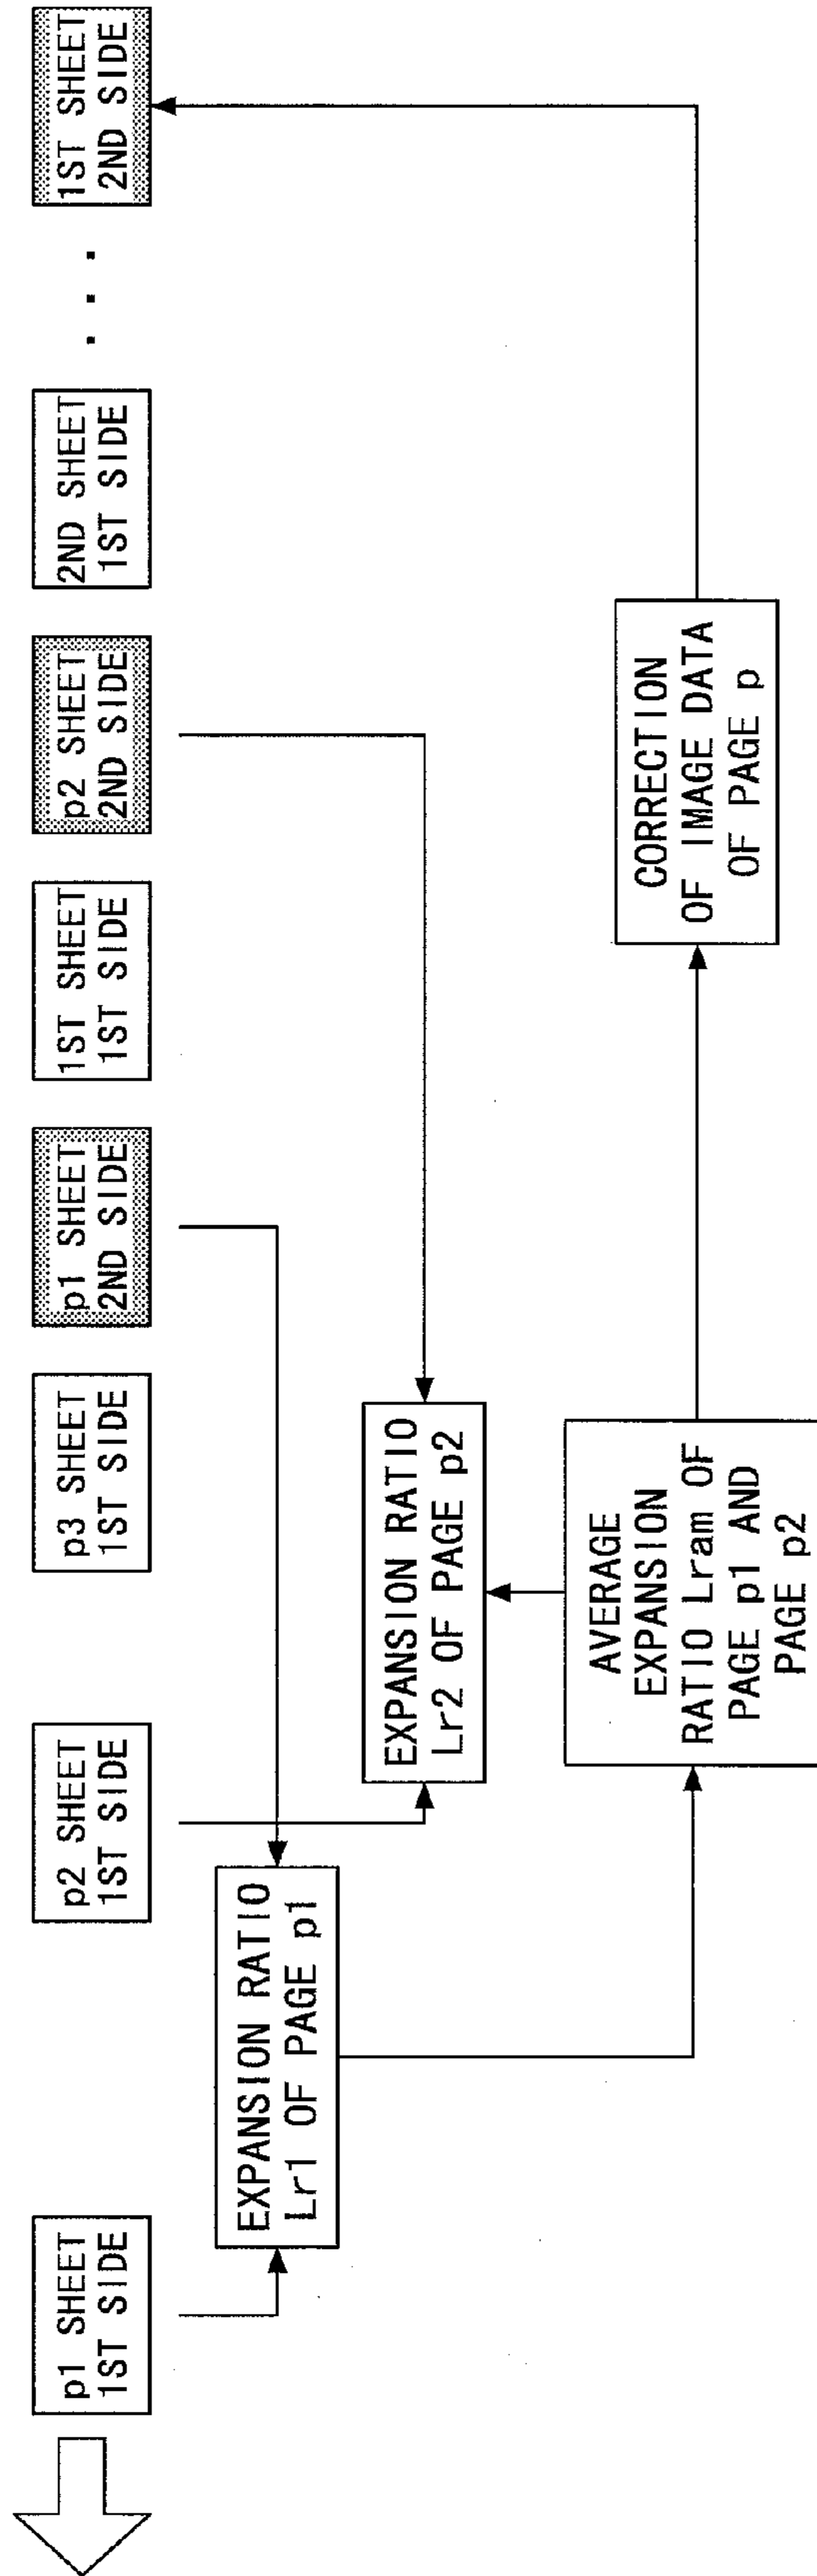 p1 SHEET
1ST SIDE
p2 SHEET
1ST SIDE
p3 SHEET
1ST SIDE
p1 SHEET
2ND SIDE
1ST SHEET
1ST SIDE
p2 SHEET
2ND SIDE
2ND SHEET
1ST SIDE
. . .
1ST SHEET
2ND SIDE
EXPANSION RATIO
Lr1 OF PAGE p1
EXPANSION RATIO
Lr2 OF PAGE p2
AVERAGE
EXPANSION
RATIO Lram OF
PAGE p1 AND
PAGE p2
CORRECTION
OF IMAGE DATA
OF PAGE p